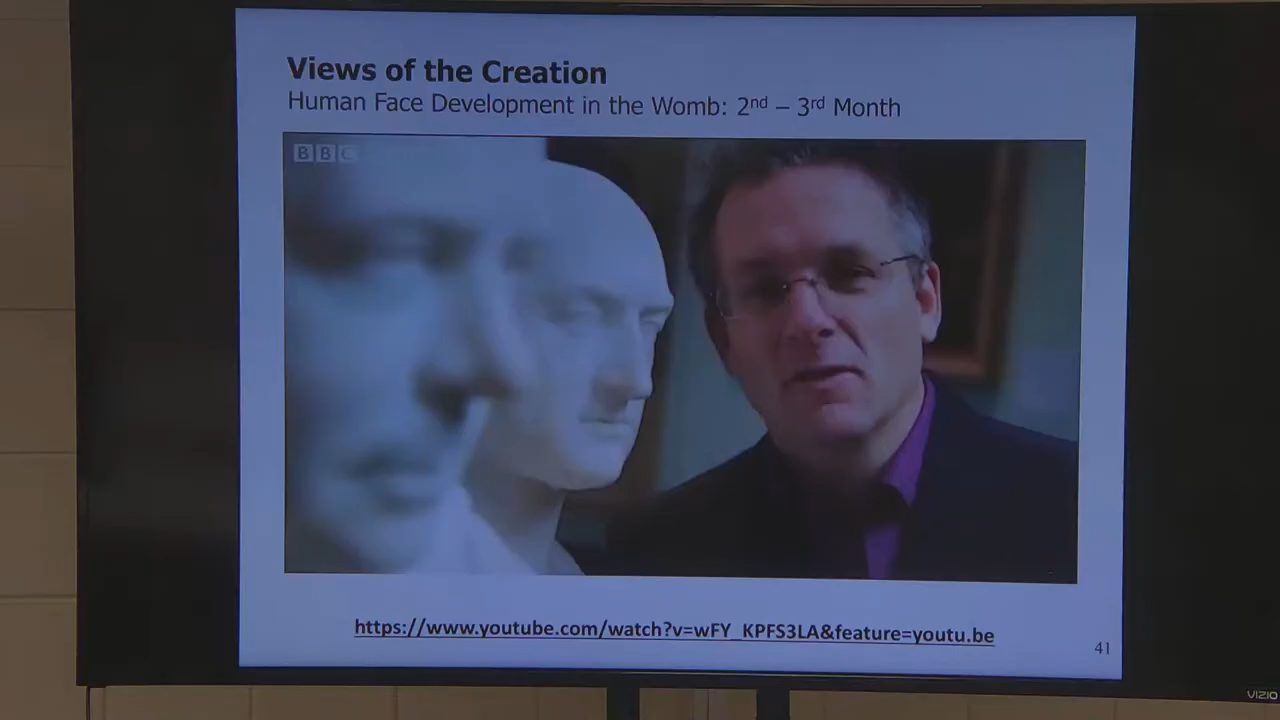 Views of the Creation
Human Face Development in the Womb: 2nd – 3rd Month
BBC
https://www.youtube.com/watch?v=wFY_KPFS3LA&feature=youtu.be
41
VIZIO